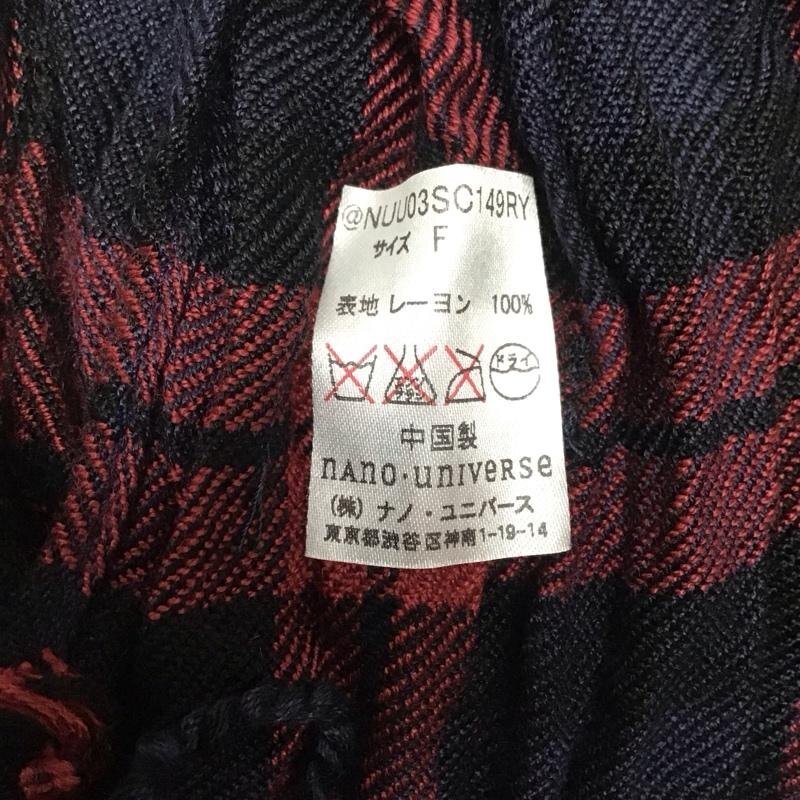 @NUU03SC149RY
サイズ F
表地 レーヨン 100%
ドライ
中国製
nano・universe
(株) ナノ・ユニバース
東京都渋谷区神南1-19-14